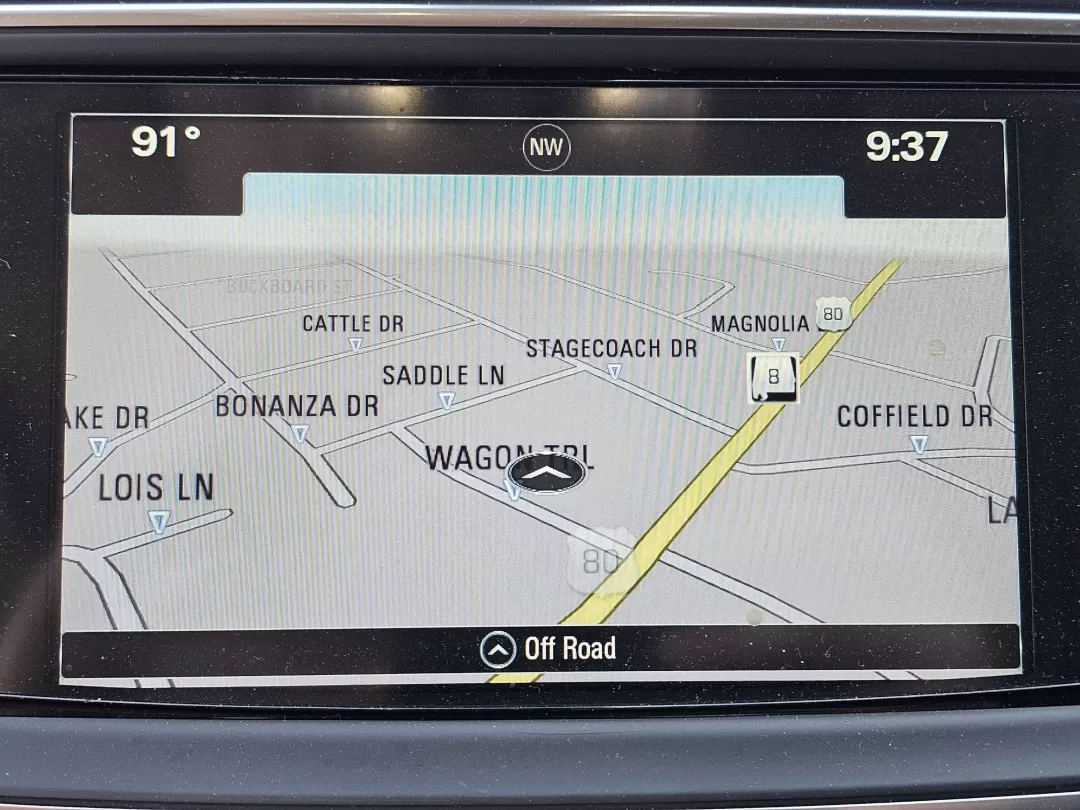 91° NW 9:37
BUCKBOARD ST
CATTLE DR
MAGNOLIA
80
STAGECOACH DR
SADDLE LN
8
AKE DR
BONANZA DR
COFFIELD DR
WAGON TRL
LOIS LN
LA
80
Off Road